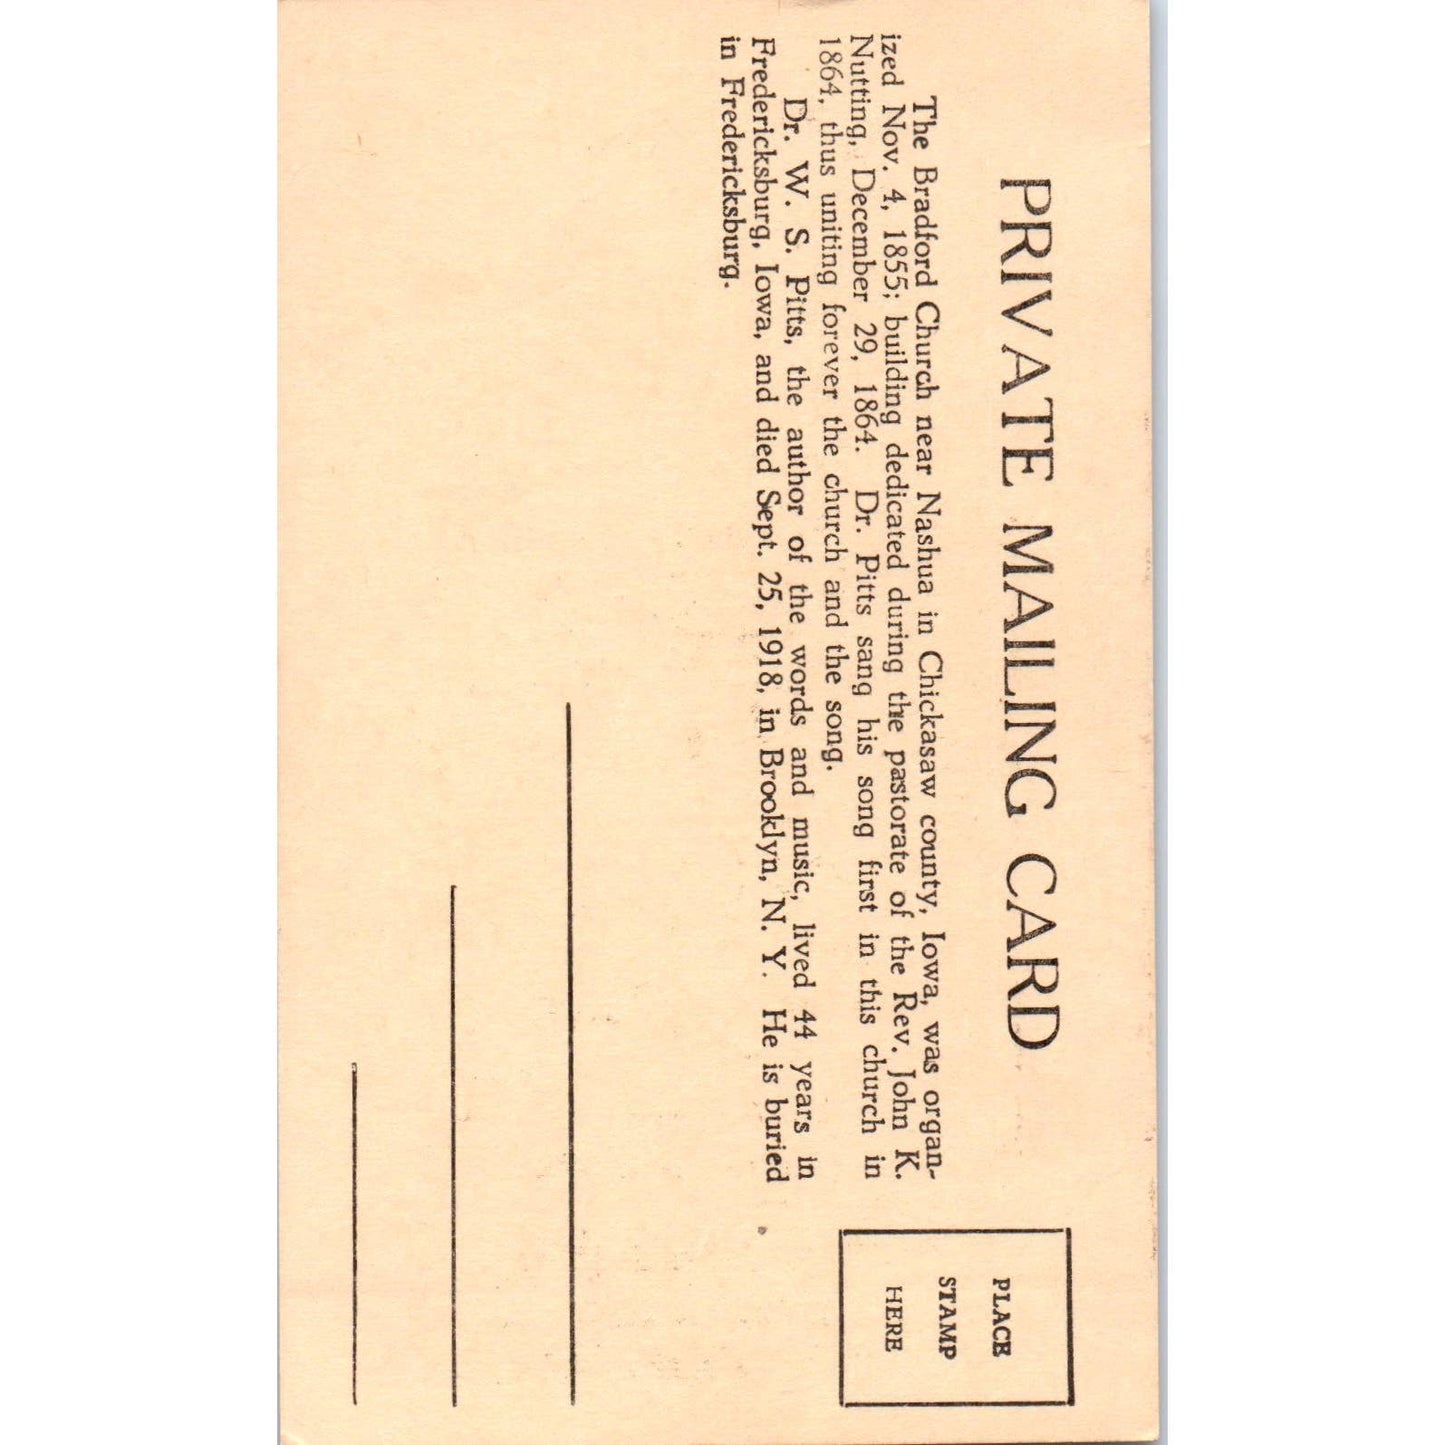 PRIVATE MAILING CARD
The Bradford Church near Nashua in Chickasaw county, Iowa, was organ-
ized Nov. 4, 1855; building dedicated during the pastorate of the Rev. John K.
Nutting, December 29, 1864. Dr. Pitts sang his song first in this church in
1864, thus uniting forever the church and the song.
Dr. W. S. Pitts, the author of the words and music, lived 44 years in
Fredericksburg, Iowa, and died Sept. 25, 1918, in Brooklyn, N. Y. He is buried
in Fredericksburg.
PLACE
STAMP
HERE